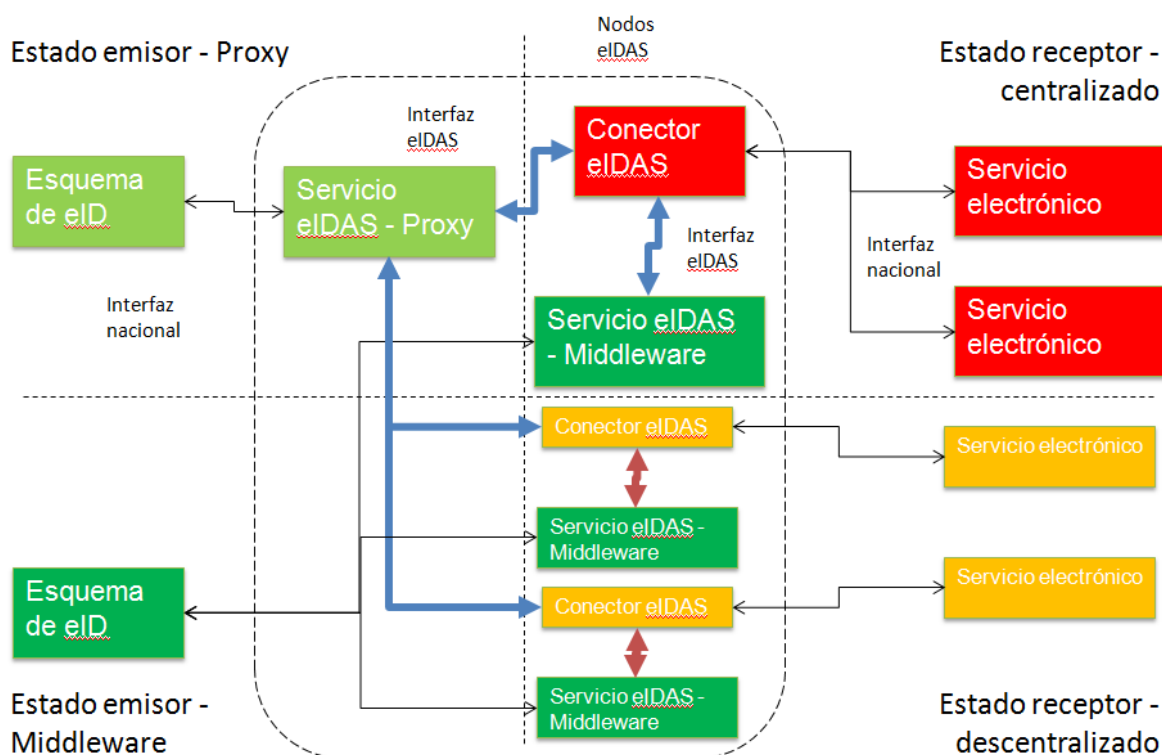 Nodos
eIDAS
Estado emisor - Proxy
Estado receptor -
centralizado
Interfaz
eIDAS
Conector
eIDAS
Esquema
de eID
Servicio
eIDAS - Proxy
Servicio
electrónico
Interfaz
eIDAS
Interfaz
nacional
Interfaz
nacional
Servicio eIDAS
- Middleware
Servicio
electrónico
Conector eIDAS
Servicio electrónico
Servicio eIDAS -
Middleware
Servicio electrónico
Esquema
de eID
Conector eIDAS
Servicio eIDAS -
Middleware
Estado emisor -
Middleware
Estado receptor -
descentralizado